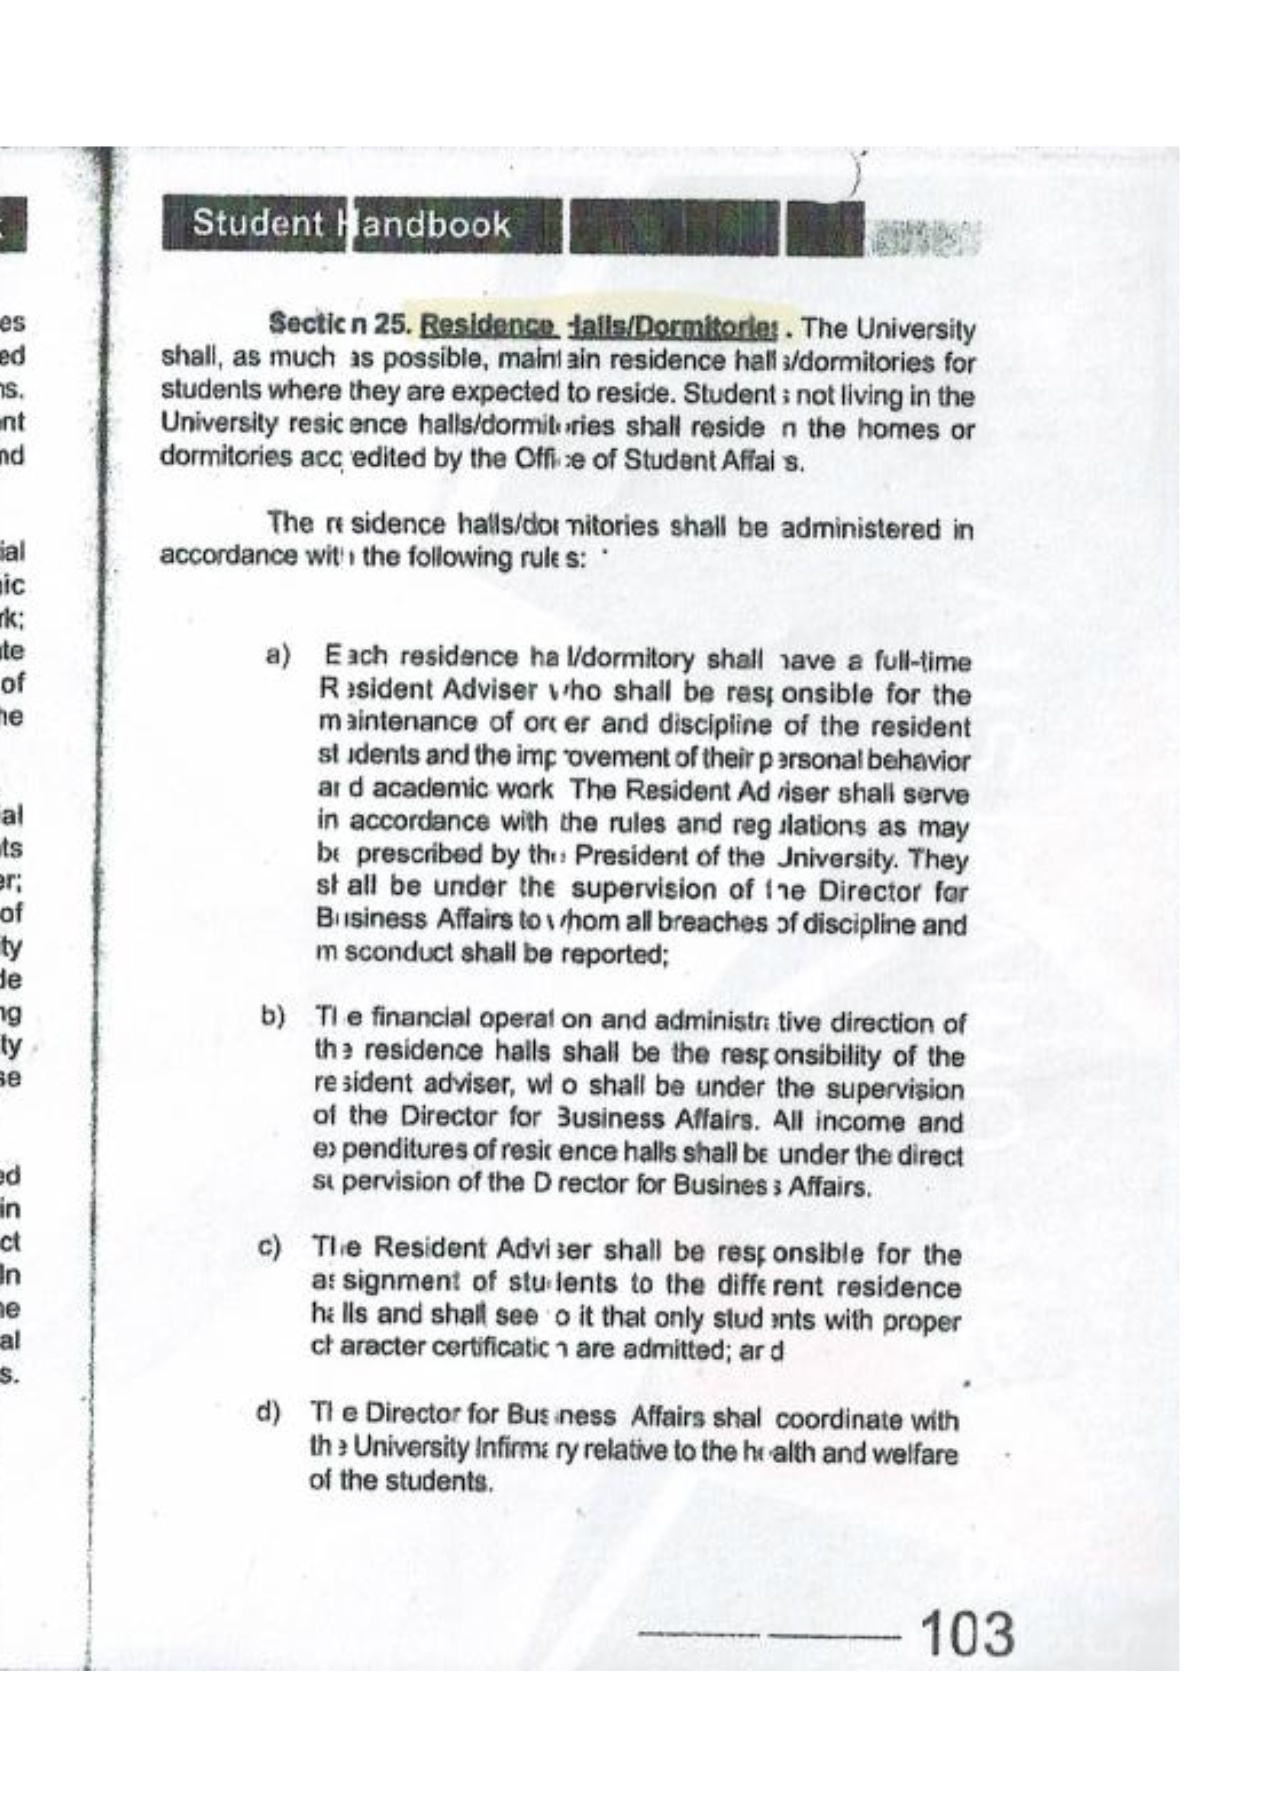 Student Handbook
es
ed
ns.
nt
nd
ial
ic
rk;
te
of
he
al
ts
er;
of
ty
de
ng
ty
se
ed
in
ct
In
ne
al
s.
Section 25. Residence Halls/Dormitories. The University
shall, as much as possible, maintain residence halls/dormitories for
students where they are expected to reside. Students not living in the
University residence halls/dormitories shall reside in the homes or
dormitories accredited by the Office of Student Affairs.
The residence halls/dormitories shall be administered in
accordance with the following rules:
a) Each residence hall/dormitory shall have a full-time
Resident Adviser who shall be responsible for the
maintenance of order and discipline of the resident
students and the improvement of their personal behavior
and academic work The Resident Adviser shall serve
in accordance with the rules and regulations as may
be prescribed by the President of the University. They
shall be under the supervision of the Director for
Business Affairs to whom all breaches of discipline and
misconduct shall be reported;
b) The financial operation and administrative direction of
the residence halls shall be the responsibility of the
resident adviser, who shall be under the supervision
of the Director for Business Affairs. All income and
expenditures of residence halls shall be under the direct
supervision of the Director for Business Affairs.
c) The Resident Adviser shall be responsible for the
assignment of students to the different residence
halls and shall see to it that only students with proper
character certification are admitted; and
d) The Director for Business Affairs shall coordinate with
the University Infirmary relative to the health and welfare
of the students.
103